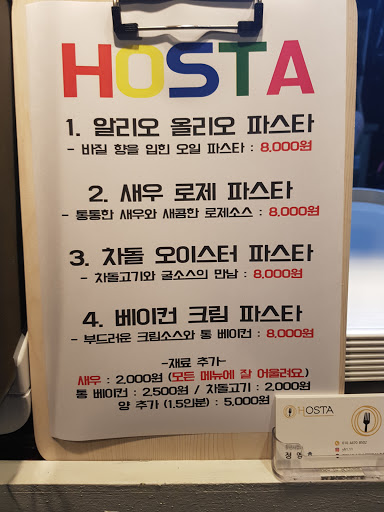 HOSTA
1. 알리오 올리오 파스타
- 바질 향을 입힌 오일 파스타 : 8,000원
2. 새우 로제 파스타
- 통통한 새우와 새콤한 로제소스 : 8,000원
3. 차돌 오이스터 파스타
- 차돌고기와 굴소스의 만남 : 8,000원
4. 베이컨 크림 파스타
- 부드러운 크림소스와 통 베이컨 : 8,000원
-재료 추가-
새우 : 2,000원 (모든 메뉴에 잘 어울려요)
통 베이컨 : 2,500원 / 차돌고기 : 2,000원
양 추가 (1.5인분) : 5,000원
HOSTA